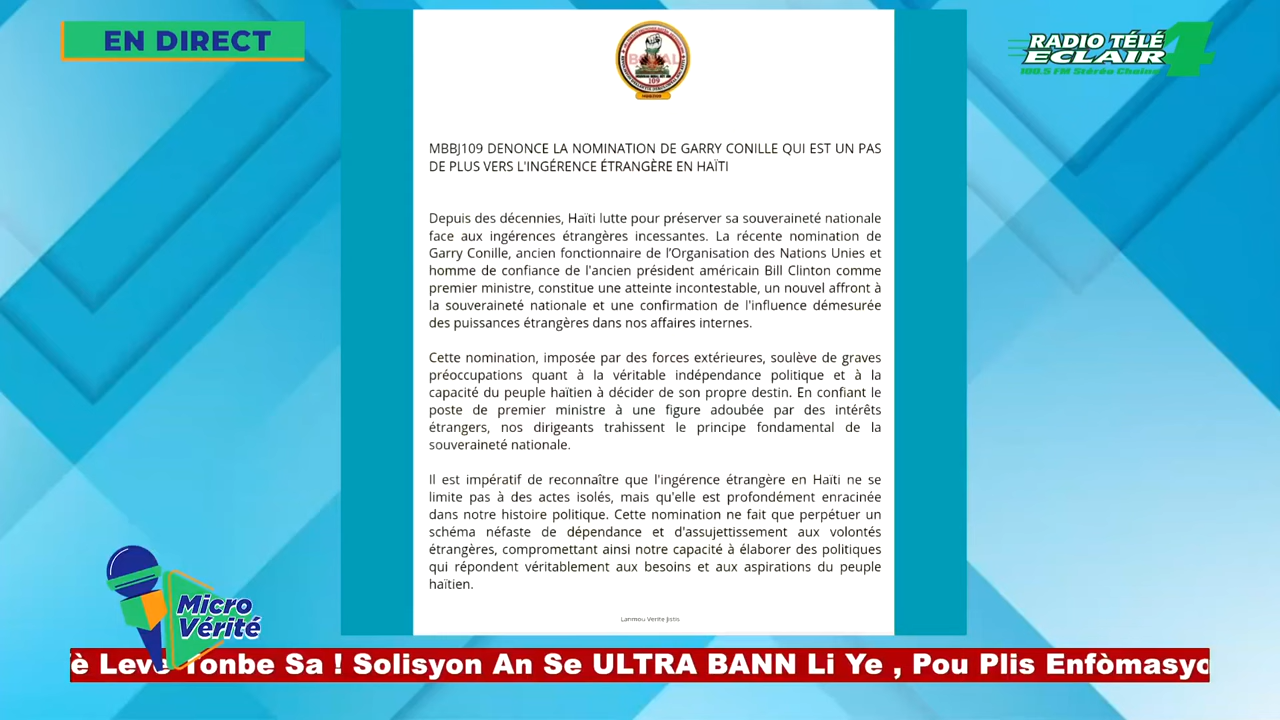 EN DIRECT
RADIO TÉLÉ
ECLAIR 4
100.5 FM Stéréo Chaine
109
MBBJ109 DENONCE LA NOMINATION DE GARRY CONILLE QUI EST UN PAS
DE PLUS VERS L'INGÉRENCE ÉTRANGÈRE EN HAÏTI
Depuis des décennies, Haïti lutte pour préserver sa souveraineté nationale
face aux ingérences étrangères incessantes. La récente nomination de
Garry Conille, ancien fonctionnaire de l’Organisation des Nations Unies et
homme de confiance de l'ancien président américain Bill Clinton comme
premier ministre, constitue une atteinte incontestable, un nouvel affront à
la souveraineté nationale et une confirmation de l'influence démesurée
des puissances étrangères dans nos affaires internes.
Cette nomination, imposée par des forces extérieures, soulève de graves
préoccupations quant à la véritable indépendance politique et à la
capacité du peuple haïtien à décider de son propre destin. En confiant le
poste de premier ministre à une figure adoubée par des intérêts
étrangers, nos dirigeants trahissent le principe fondamental de la
souveraineté nationale.
Il est impératif de reconnaître que l'ingérence étrangère en Haïti ne se
limite pas à des actes isolés, mais qu'elle est profondément enracinée
dans notre histoire politique. Cette nomination ne fait que perpétuer un
schéma néfaste de dépendance et d'assujettissement aux volontés
étrangères, compromettant ainsi notre capacité à élaborer des politiques
qui répondent véritablement aux besoins et aux aspirations du peuple
haïtien.
Lanmou Verite Jistis
Micro
Vérité
è Leve Tonbe Sa ! Solisyon An Se ULTRA BANN Li Ye , Pou Plis Enfòmasyo